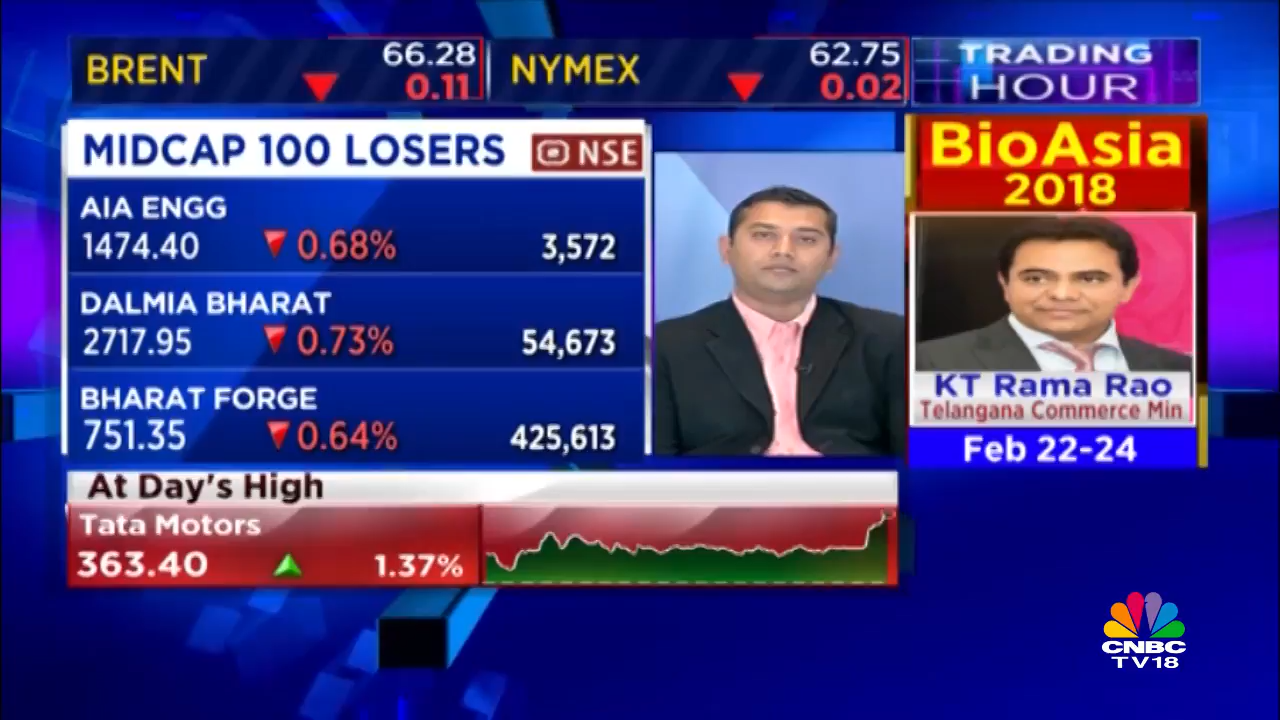 BRENT 66.28
0.11
NYMEX 62.75
0.02
TRADING
HOUR
MIDCAP 100 LOSERS NSE
AIA ENGG
1474.40 0.68% 3,572
DALMIA BHARAT
2717.95 0.73% 54,673
BHARAT FORGE
751.35 0.64% 425,613
BioAsia
2018
KT Rama Rao
Telangana Commerce Min
Feb 22-24
At Day's High
Tata Motors
363.40 1.37%
CNBC
TV18